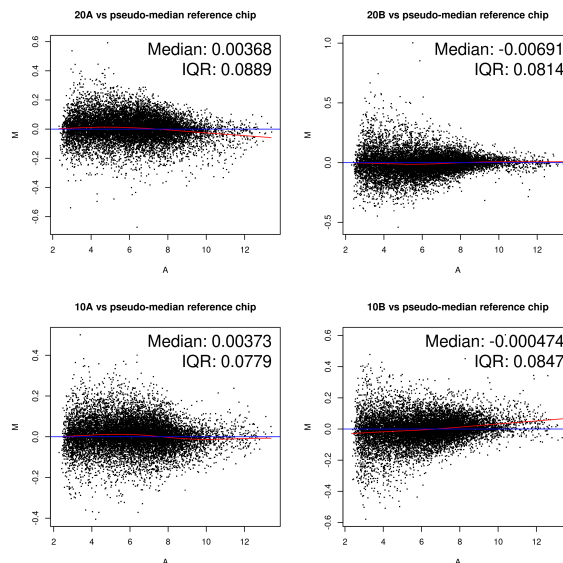 20A vs pseudo-median reference chip
Median: 0.00368
IQR: 0.0889
0.6
0.4
0.2
0.0
-0.2
-0.4
-0.6
M
2 4 6 8 10 12
A
20B vs pseudo-median reference chip
Median: -0.00691
IQR: 0.0814
1.0
0.5
0.0
-0.5
M
2 4 6 8 10 12
A
10A vs pseudo-median reference chip
Median: 0.00373
IQR: 0.0779
0.4
0.2
0.0
-0.2
-0.4
M
2 4 6 8 10 12
A
10B vs pseudo-median reference chip
Median: -0.000474
IQR: 0.0847
0.6
0.4
0.2
0.0
-0.2
-0.4
-0.6
M
2 4 6 8 10 12
A